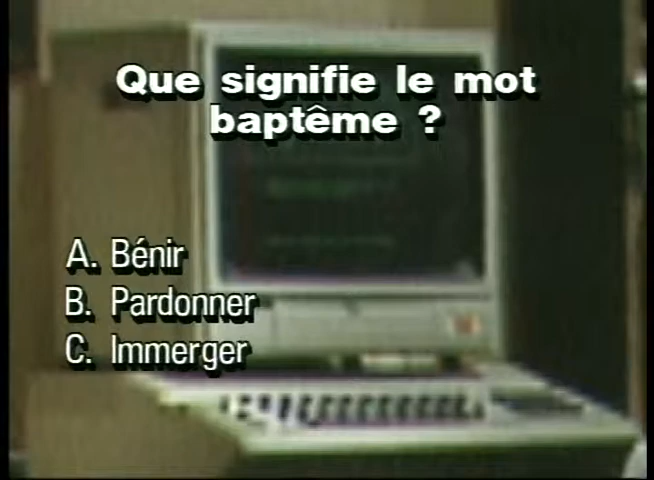 Que signifie le mot
baptême ?
A. Bénir
B. Pardonner
C. Immerger